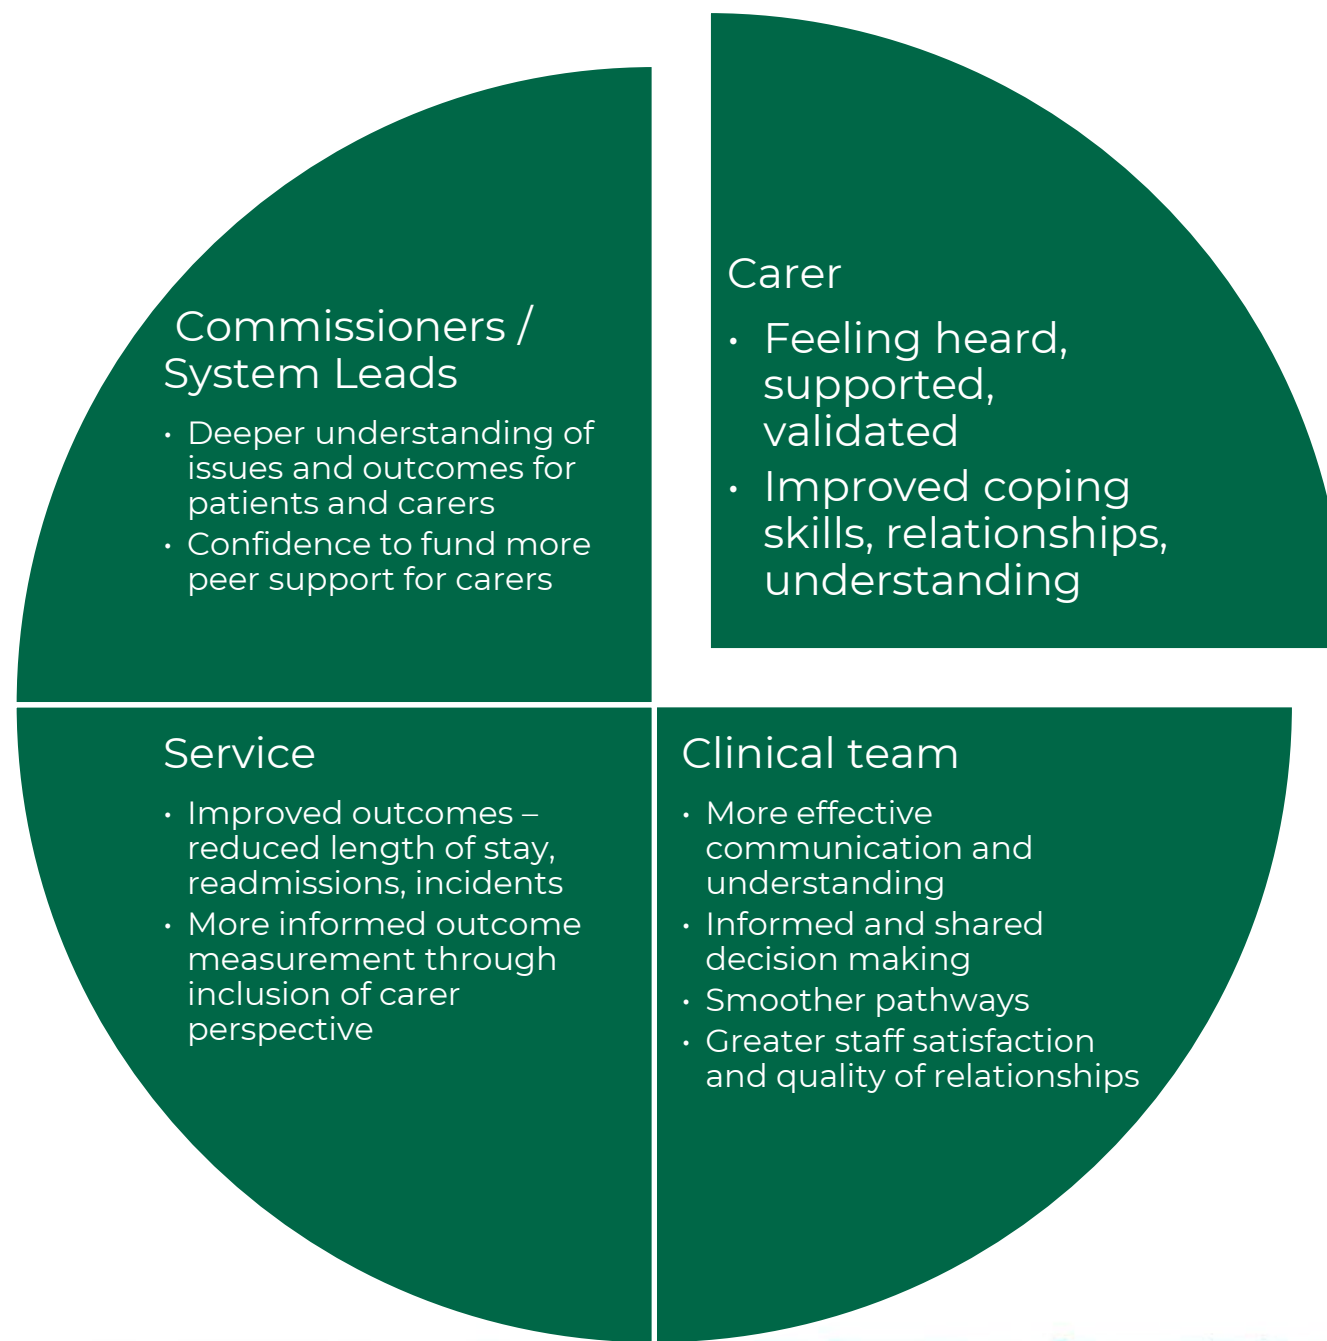 Commissioners /
System Leads
• Deeper understanding of
issues and outcomes for
patients and carers
• Confidence to fund more
peer support for carers
Carer
• Feeling heard,
supported,
validated
• Improved coping
skills, relationships,
understanding
Service
• Improved outcomes –
reduced length of stay,
readmissions, incidents
• More informed outcome
measurement through
inclusion of carer
perspective
Clinical team
• More effective
communication and
understanding
• Informed and shared
decision making
• Smoother pathways
• Greater staff satisfaction
and quality of relationships